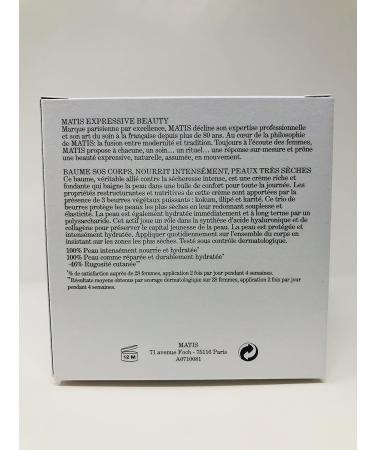 MATIS EXPRESSIVE BEAUTY
Marque parisienne par excellence, MATIS décline son expertise professionnelle
et son art du soin à la française depuis plus de 80 ans. Au cœur de la philosophie
de MATIS: la fusion entre modernité et tradition. Toujours à l'écoute des femmes,
MATIS propose à chacune, un soin... un rituel... une réponse sur-mesure et prône
une beauté expressive, naturelle, assumée, en mouvement.
BAUME SOS CORPS, NOURRIT INTENSÉMENT, PEAUX TRÈS SÈCHES
Ce baume, véritable allié contre la sécheresse intense, est une crème riche et
fondante qui baigne la peau dans une bulle de confort pour toute la journée. Les
propriétés restructurantes et nutritives de cette crème sont apportées par la
présence de 3 beurres végétaux puissants : kokum, illipé et karité. Ce trio de
beurres protège les peaux les plus sèches en leur redonnant souplesse et
élasticité. La peau est également hydratée immédiatement et à long terme par un
polysaccharide. Cet actif joue un rôle dans la synthèse d'acide hyaluronique et de
collagène pour préserver le capital jeunesse de la peau. La peau est protégée et
intensément hydratée. Appliquer quotidiennement sur l'ensemble du corps en
insistant sur les zones les plus sèches. Testé sous contrôle dermatologique.
100% Peau intensément nourrie et hydratée*
100% Peau comme réparée et durablement hydratée*
-46% Rugosité cutanée**
*% de satisfaction auprès de 28 femmes, application 2 fois par jour pendant 4 semaines.
**Résultats moyens obtenus par scorage dermatologique sur 28 femmes, application 2 fois par jour
pendant 4 semaines.
12 M
MATIS
71 avenue Foch - 75116 Paris
A0710081